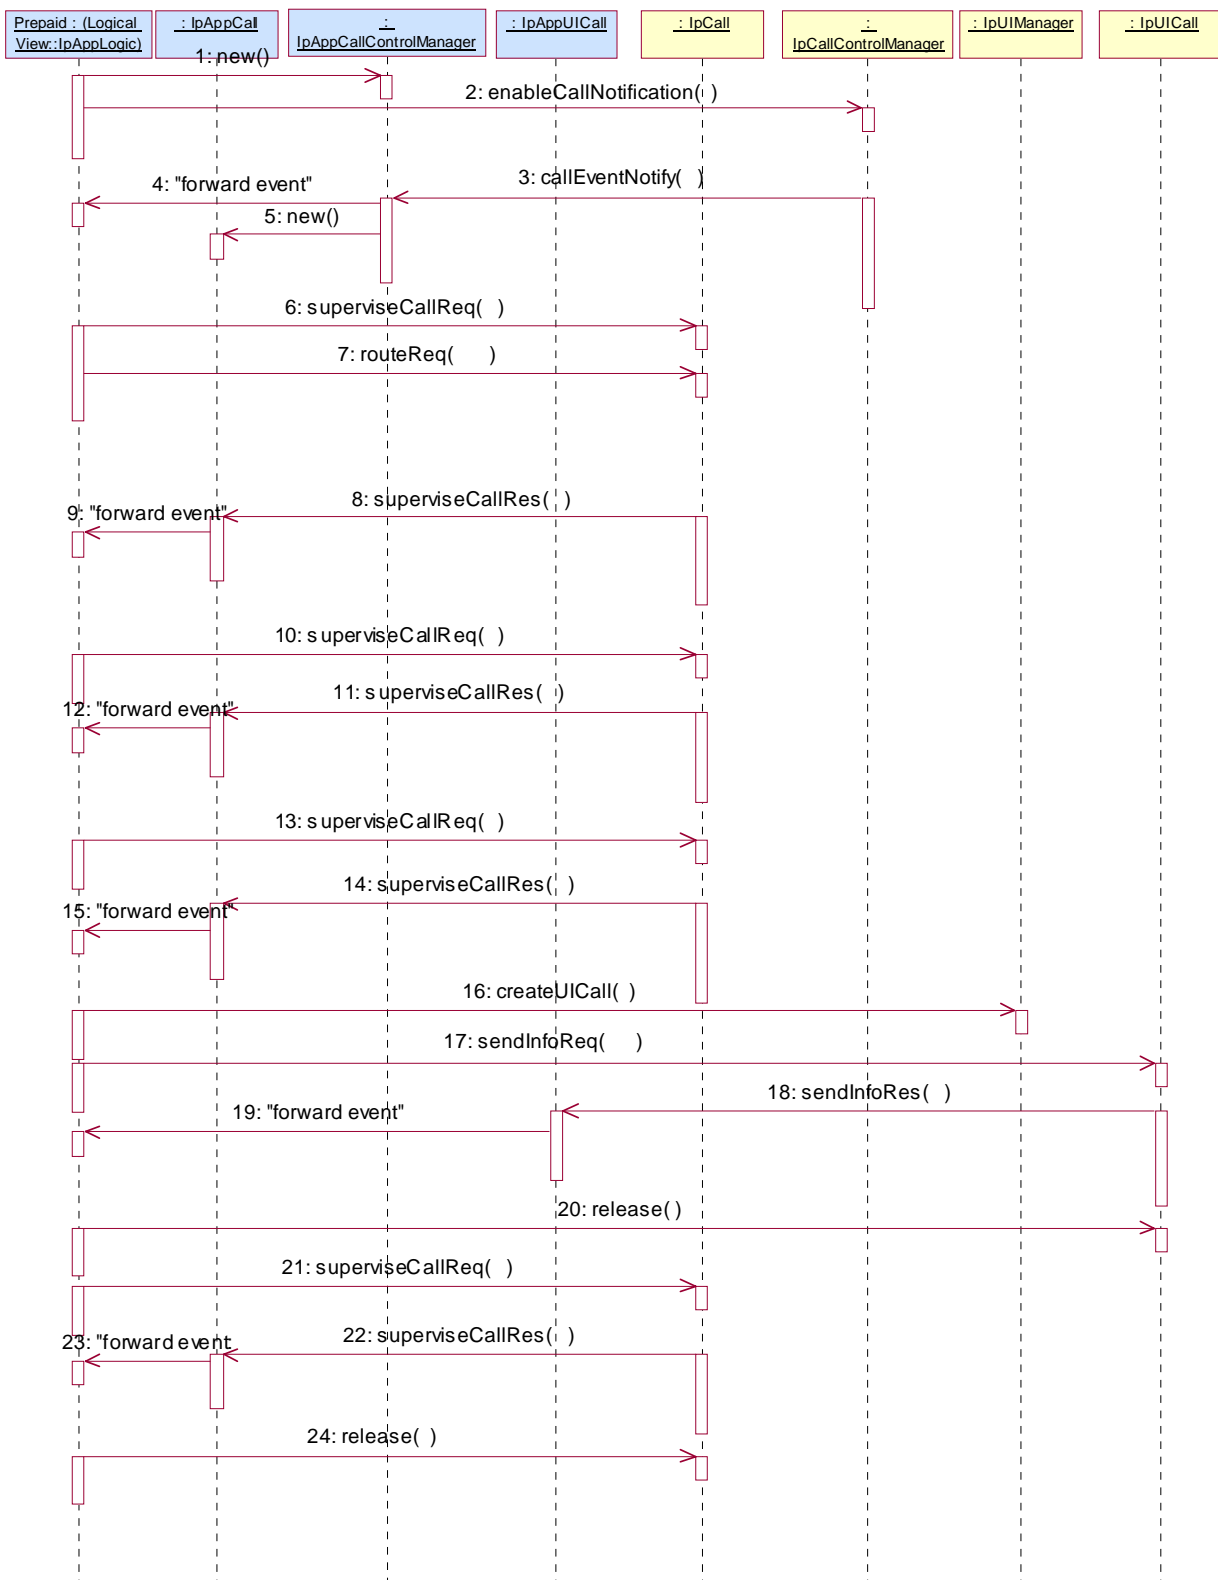 Prepaid : (Logical
View::IpAppLogic)
: IpAppCall
:
IpAppCallControlManager
: IpAppUICall
: IpCall
:
IpCallControlManager
: IpUIManager
: IpUICall
1: new()
2: enableCallNotification( )
3: callEventNotify( )
4: "forward event"
5: new()
6: superviseCallReq( )
7: routeReq( )
8: superviseCallRes( )
9: "forward event"
10: superviseCallReq( )
11: superviseCallRes( )
12: "forward event"
13: superviseCallReq( )
14: superviseCallRes( )
15: "forward event"
16: createUICall( )
17: sendInfoReq( )
18: sendInfoRes( )
19: "forward event"
20: release( )
21: superviseCallReq( )
22: superviseCallRes( )
23: "forward event
24: release( )